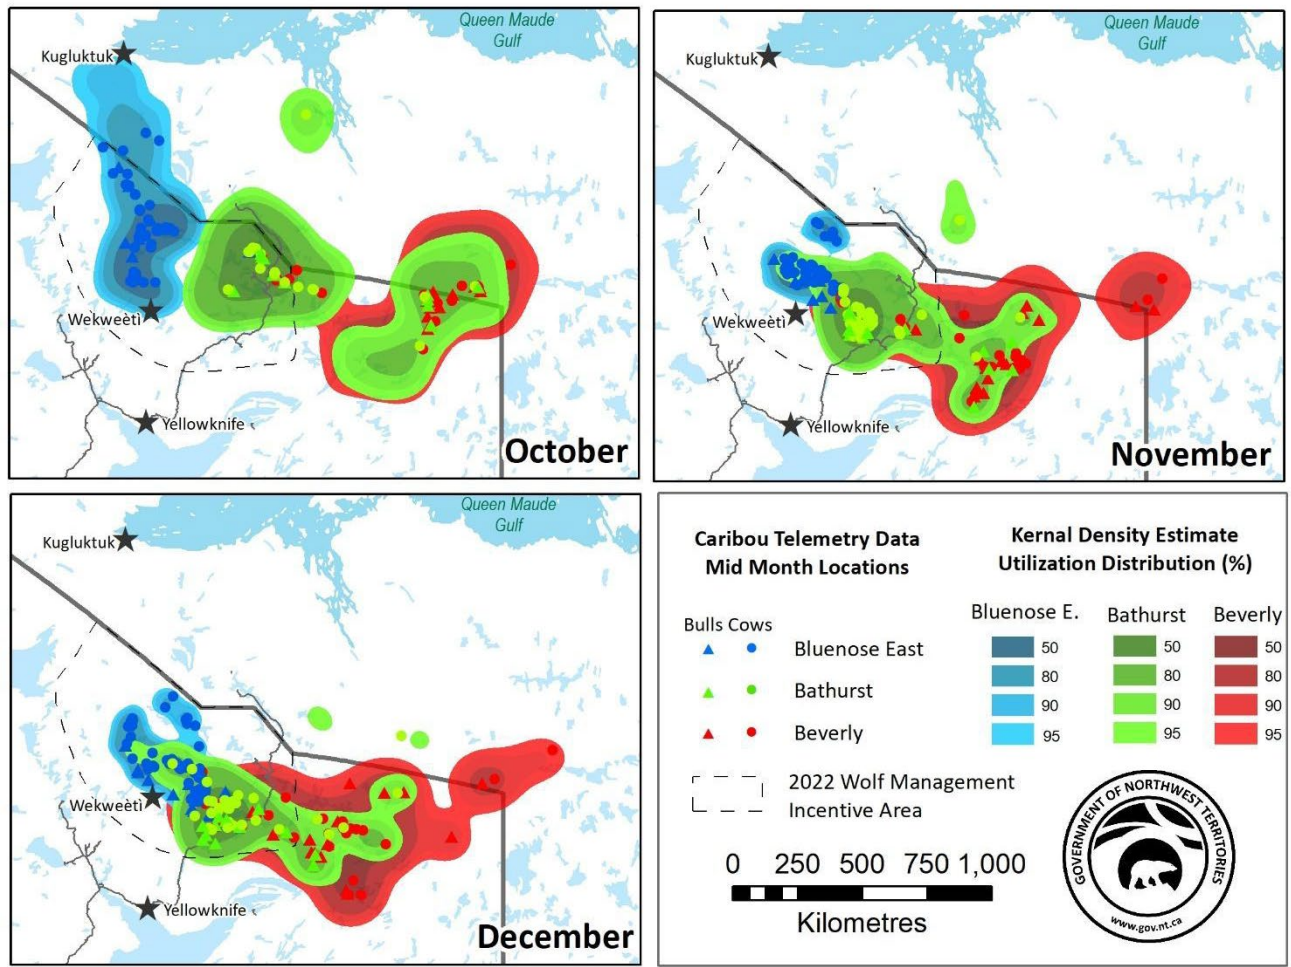 Queen Maude
Gulf
Kugluktuk
Wekweètì
Yellowknife
October
Queen Maude
Gulf
Kugluktuk
Wekweètì
Yellowknife
November
Queen Maude
Gulf
Kugluktuk
Wekweètì
Yellowknife
December
Caribou Telemetry Data
Mid Month Locations
Bulls Cows
Bluenose East
Bathurst
Beverly
2022 Wolf Management
Incentive Area
Kernal Density Estimate
Utilization Distribution (%)
Bluenose E. Bathurst Beverly
50 50 50
80 80 80
90 90 90
95 95 95
0 250 500 750 1,000
Kilometres
GOVERNMENT OF NORTHWEST TERRITORIES
www.gov.nt.ca